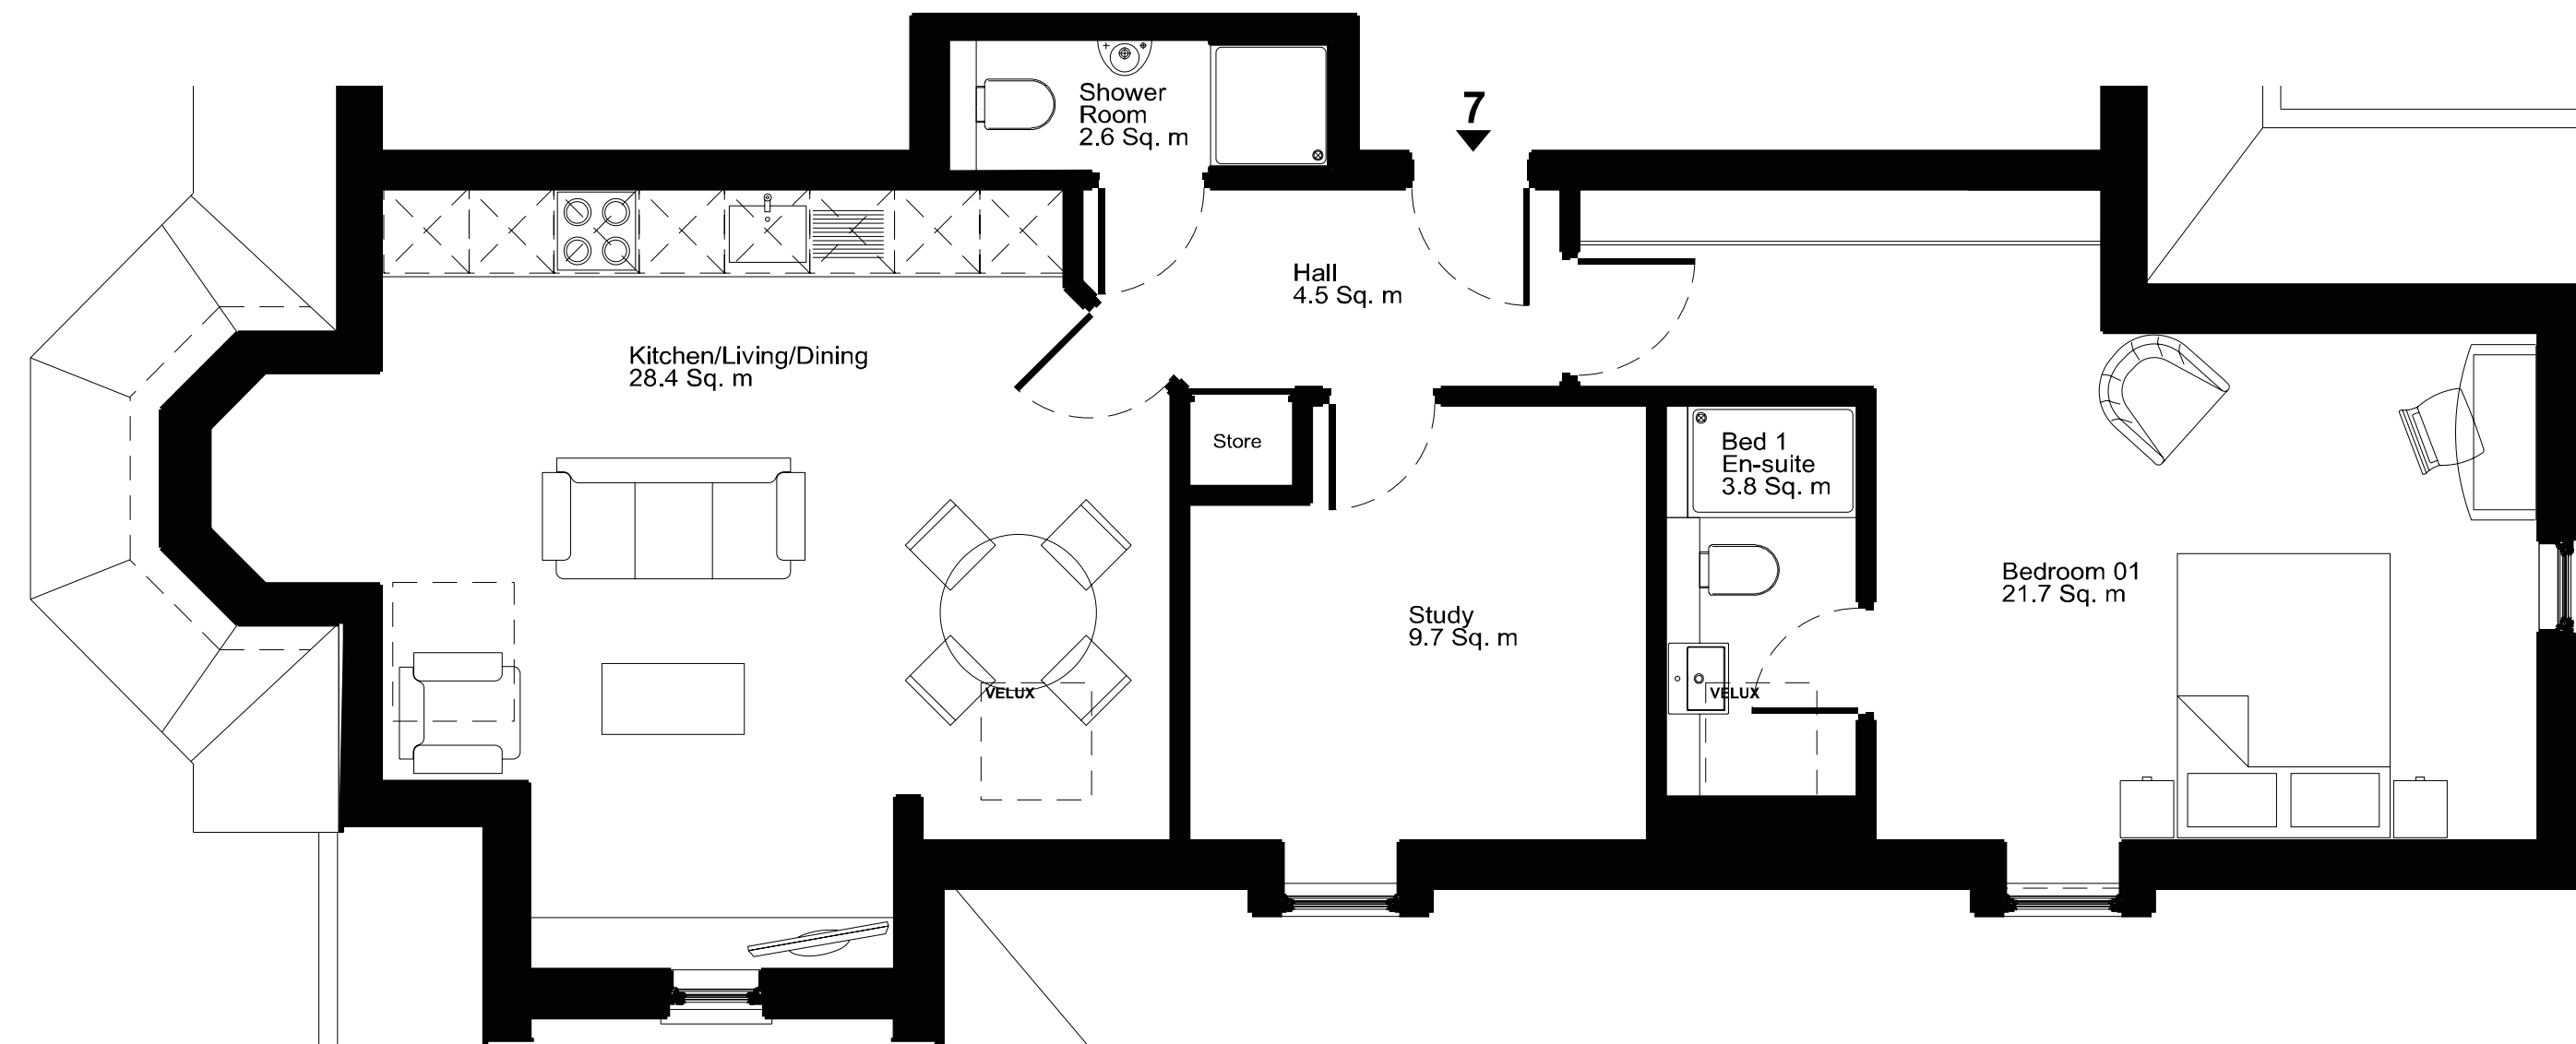 Shower
Room
2.6 Sq. m
7
Hall
4.5 Sq. m
Kitchen/Living/Dining
28.4 Sq. m
Store
Bed 1
En-suite
3.8 Sq. m
Bedroom 01
21.7 Sq. m
Study
9.7 Sq. m
VELUX
VELUX